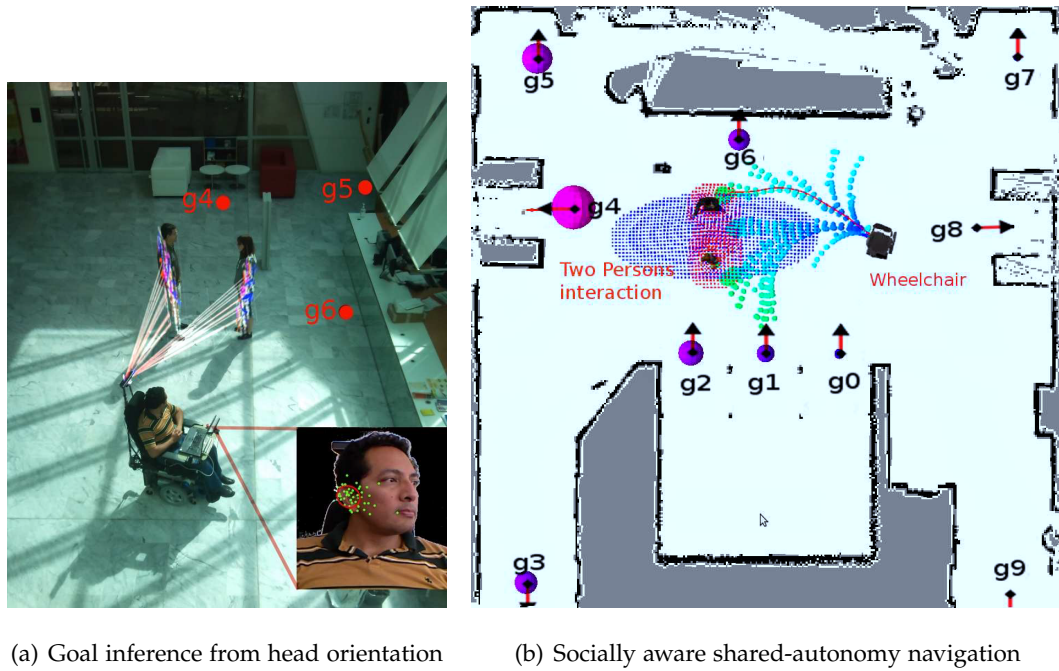 g4
g5
g6
g5
g7
g6
g4
g8
Two Persons
interaction
Wheelchair
g2
g1
g0
g3
g9
(a) Goal inference from head orientation
(b) Socially aware shared-autonomy navigation